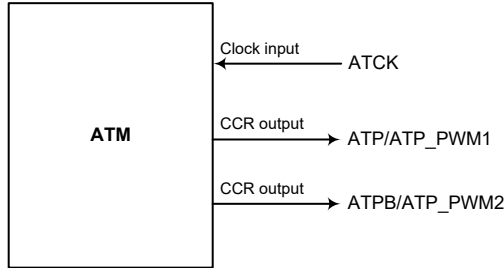 Clock input
ATCK
ATM
CCR output
ATP/ATP_PWM1
CCR output
ATPB/ATP_PWM2